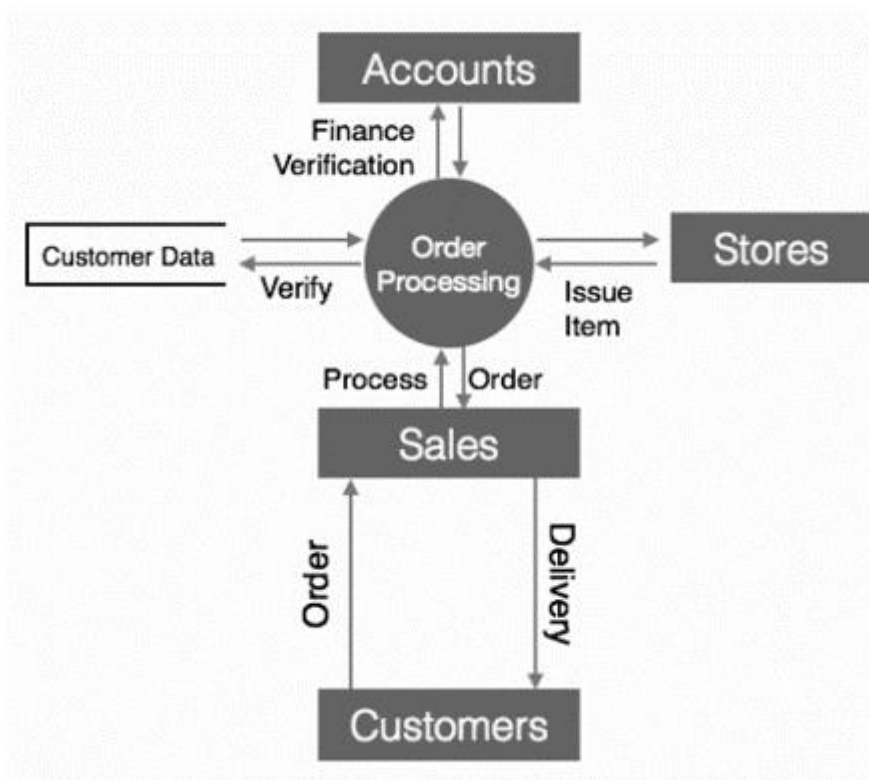 Accounts
Finance
Verification
Customer Data
Order
Processing
Stores
Verify
Issue
Item
Process
Order
Sales
Order
Delivery
Customers